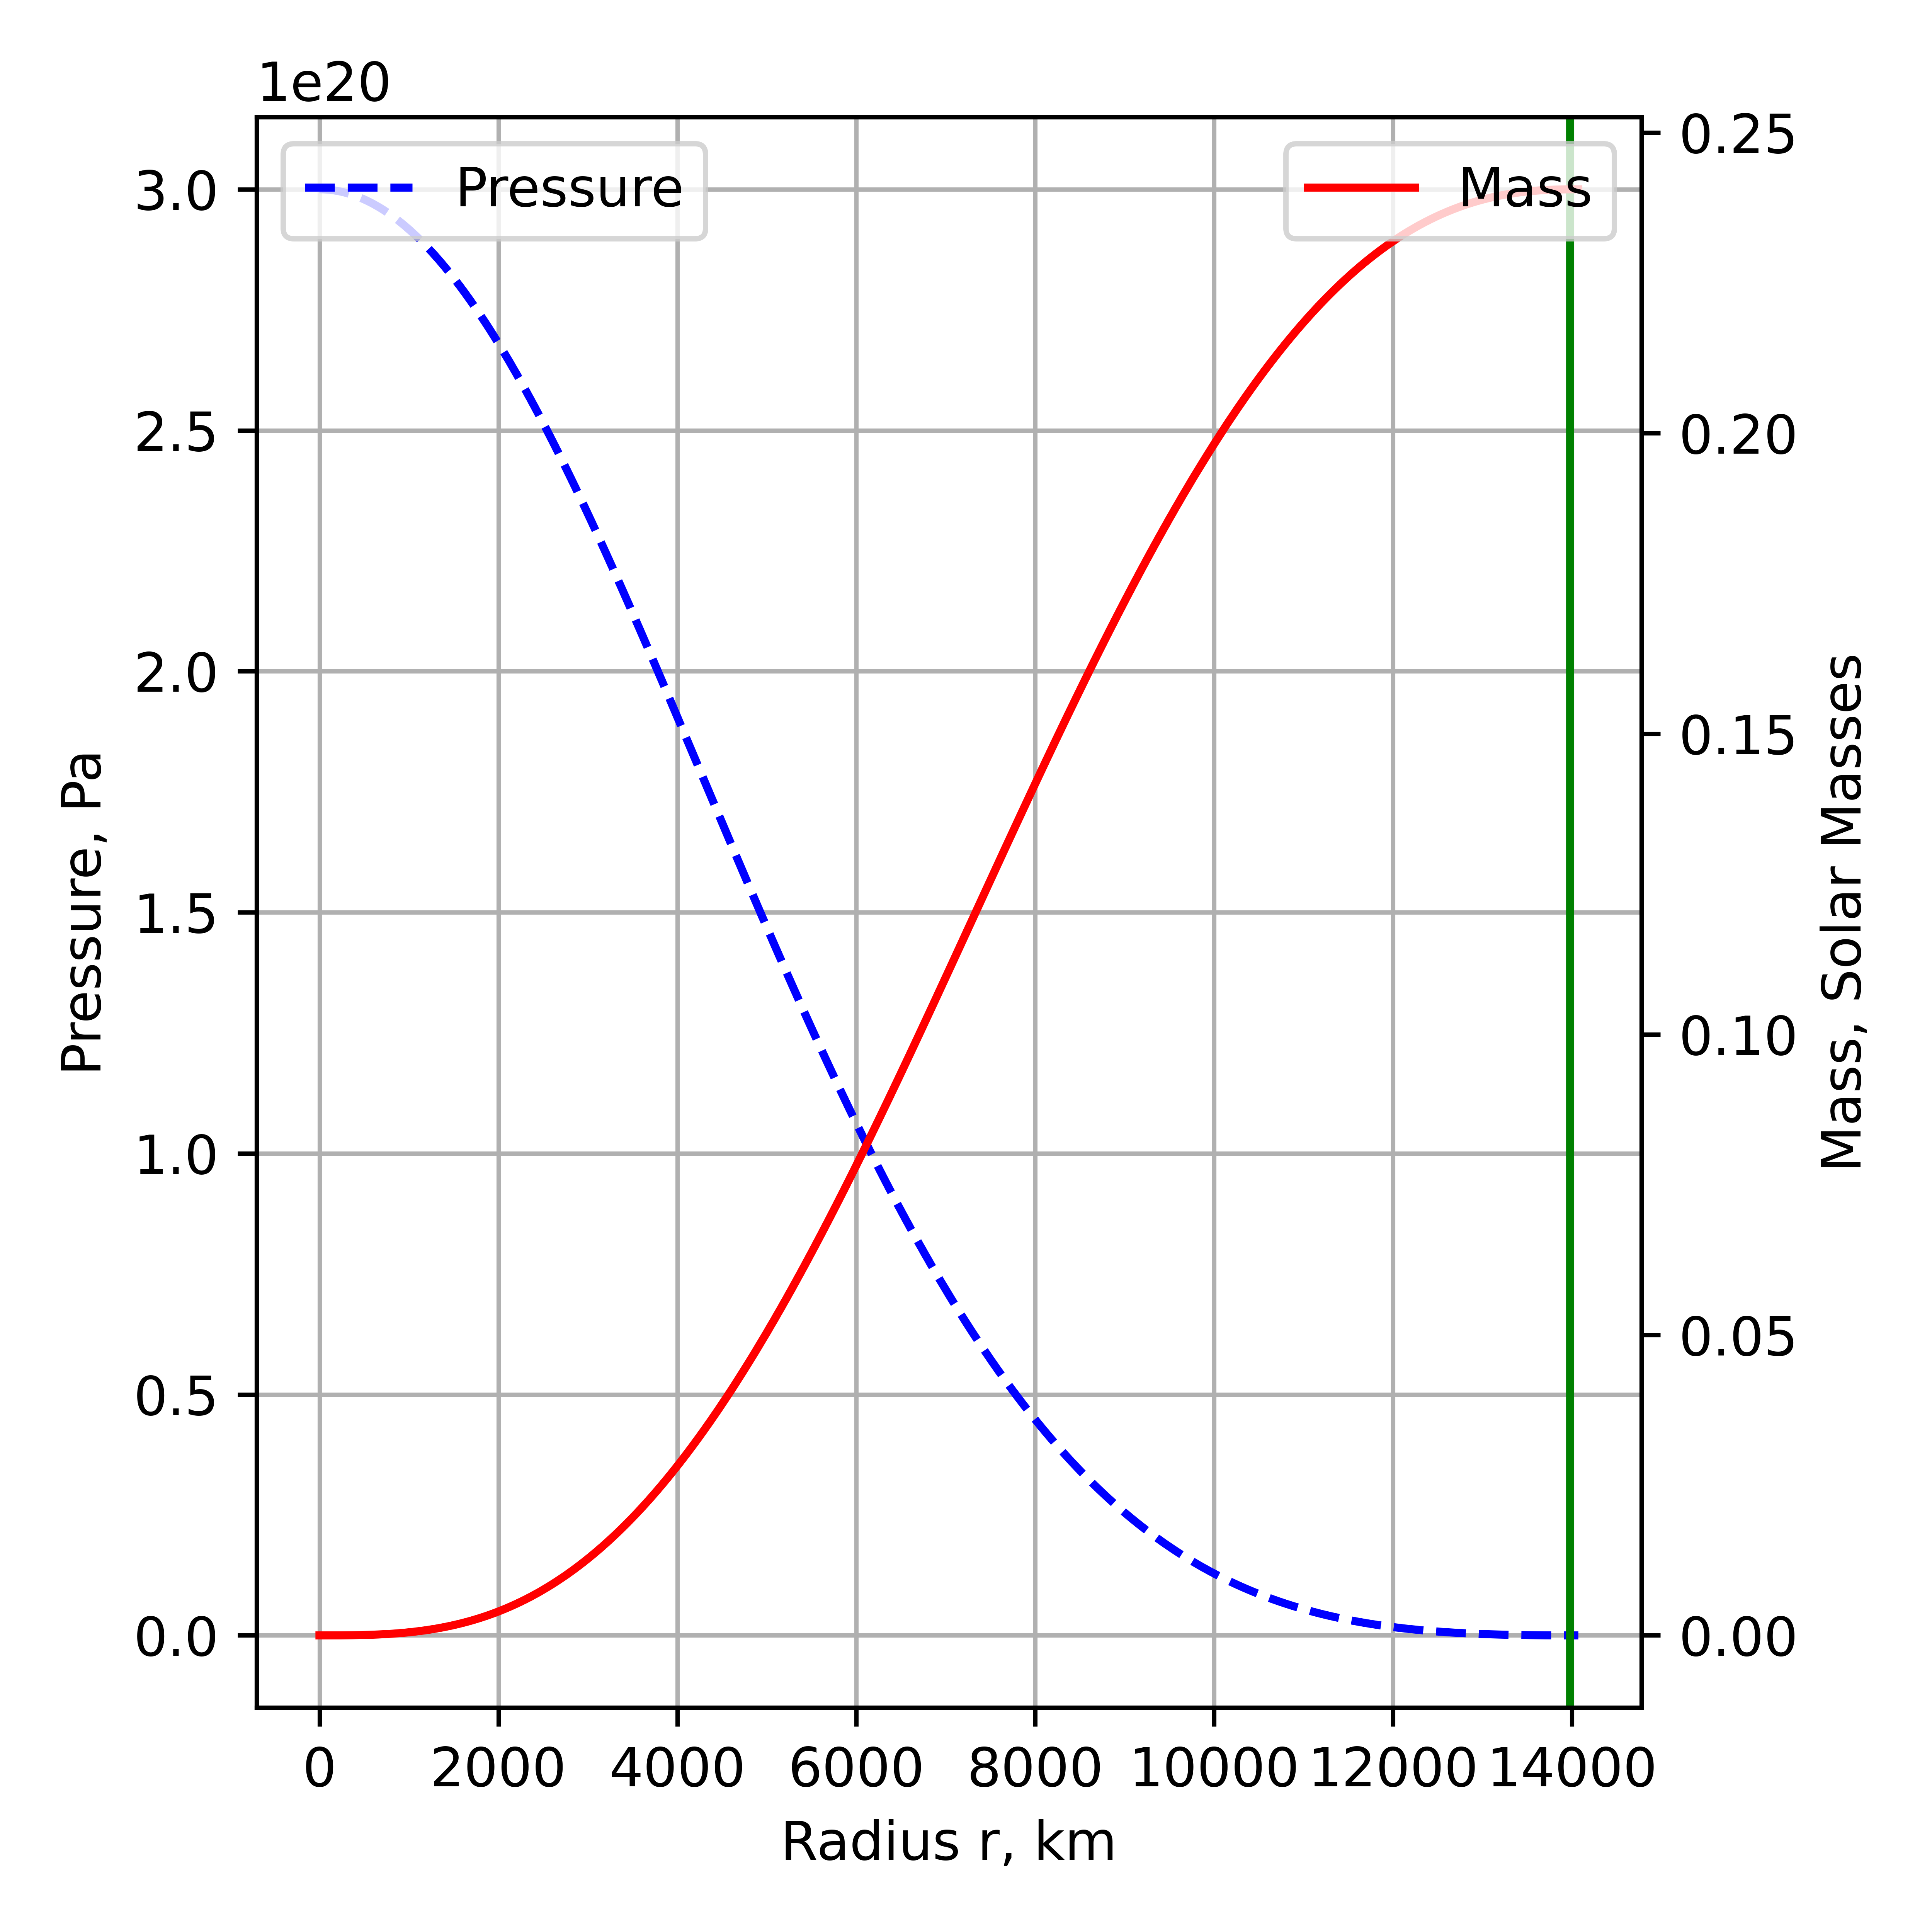 1e20
Pressure
Mass
3.0
2.5
2.0
1.5
1.0
0.5
0.0
Pressure, Pa
0.25
0.20
0.15
0.10
0.05
0.00
Mass, Solar Masses
0 2000 4000 6000 8000 10000 12000 14000
Radius r, km